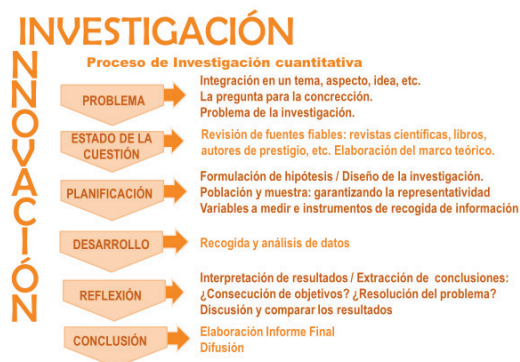 INVESTIGACIÓN
INNOVACIÓN
Proceso de Investigación cuantitativa
PROBLEMA
Integración en un tema, aspecto, idea, etc.
La pregunta para la concrección.
Problema de la investigación.
ESTADO DE LA
CUESTIÓN
Revisión de fuentes fiables: revistas científicas, libros,
autores de prestigio, etc. Elaboración del marco teórico.
PLANIFICACIÓN
Formulación de hipótesis / Diseño de la investigación.
Población y muestra: garantizando la representatividad
Variables a medir e instrumentos de recogida de información
DESARROLLO
Recogida y análisis de datos
REFLEXIÓN
Interpretación de resultados / Extracción de conclusiones:
¿Consecución de objetivos? ¿Resolución del problema?
Discusión y comparar los resultados
CONCLUSIÓN
Elaboración Informe Final
Difusión